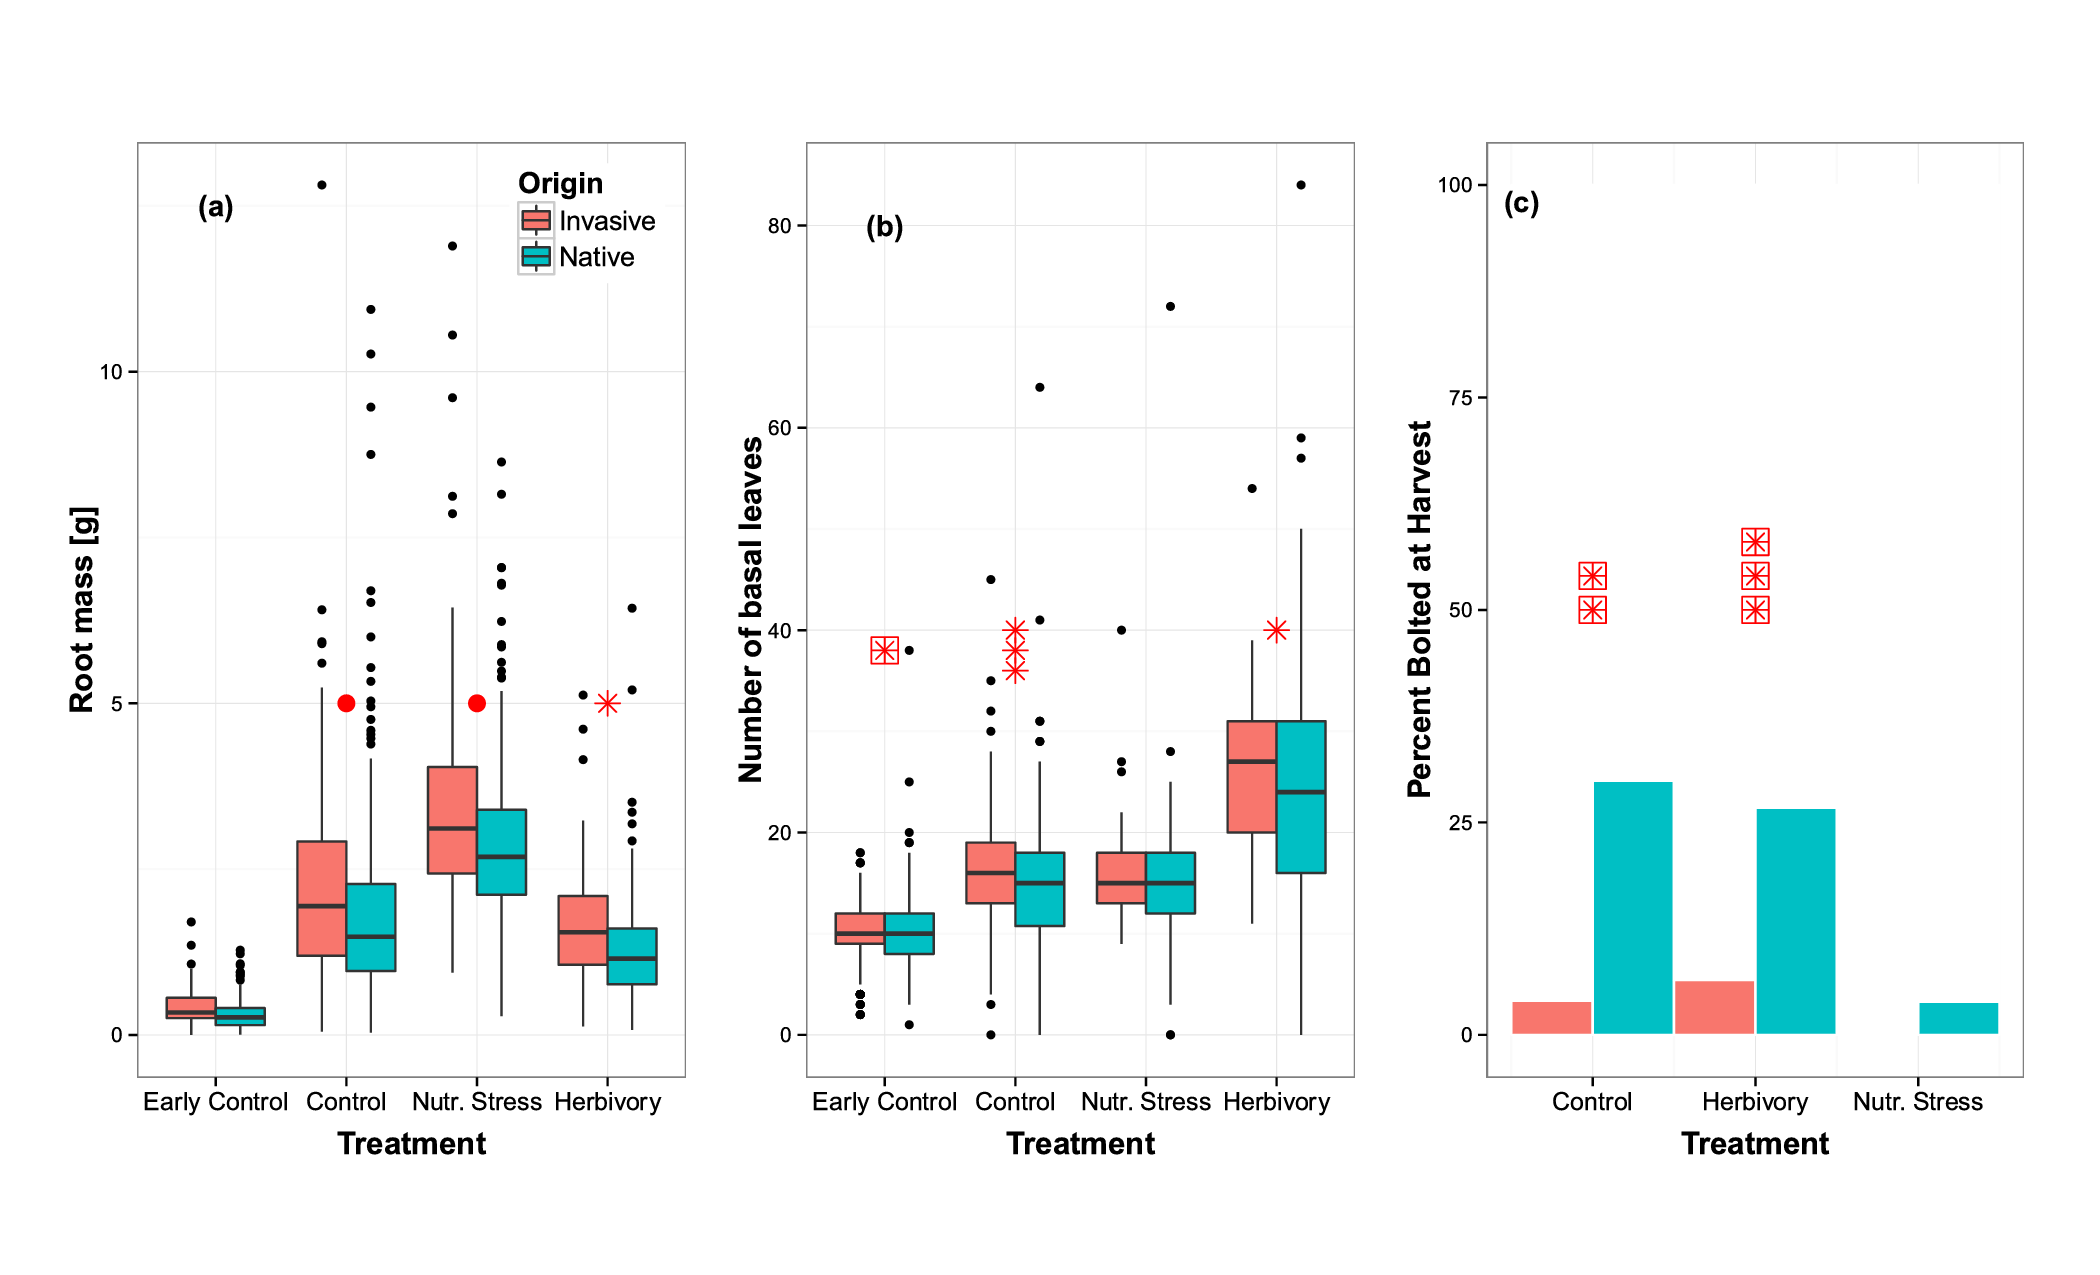 (a)
Origin
Invasive
Native
10
5
0
Root mass [g]
Early Control Control Nutr. Stress Herbivory
Treatment
(b)
80
60
40
20
0
Number of basal leaves
Early Control Control Nutr. Stress Herbivory
Treatment
(c)
100
75
50
25
0
Percent Bolted at Harvest
Control Herbivory Nutr. Stress
Treatment